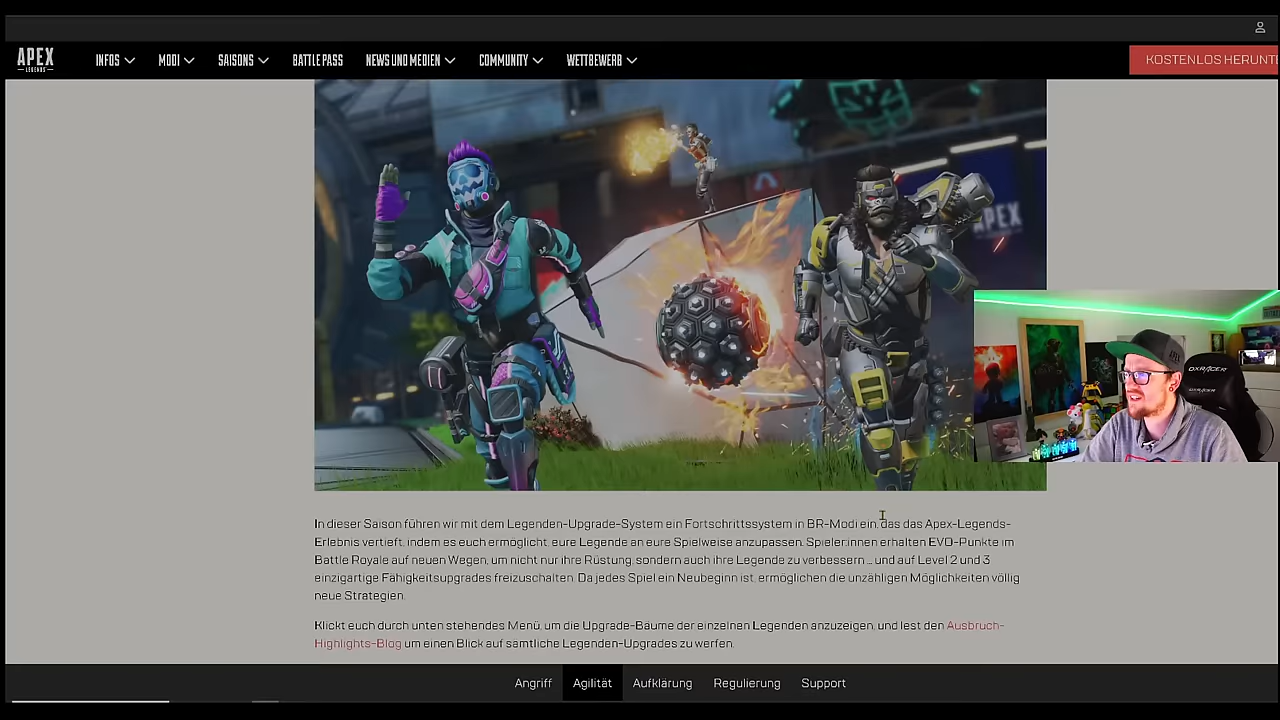 APEX
LEGENDS
INFOS
MODI
SAISONS
BATTLE PASS
NEWS UND MEDIEN
COMMUNITY
WETTBEWERB
KOSTENLOS HERUNT
APEX
DXRACER
In dieser Saison führen wir mit dem Legenden-Upgrade-System ein Fortschrittssystem in BR-Modi ein, das das Apex-Legends-
Erlebnis vertieft, indem es euch ermöglicht, eure Legende an eure Spielweise anzupassen. Spieler:innen erhalten EVO-Punkte im
Battle Royale auf neuen Wegen, um nicht nur ihre Rüstung, sondern auch ihre Legende zu verbessern ... und auf Level 2 und 3
einzigartige Fähigkeitsupgrades freizuschalten. Da jedes Spiel ein Neubeginn ist, ermöglichen die unzähligen Möglichkeiten völlig
neue Strategien.
Klickt euch durch unten stehendes Menü, um die Upgrade-Bäume der einzelnen Legenden anzuzeigen, und lest den Ausbruch-
Highlights-Blog um einen Blick auf sämtliche Legenden-Upgrades zu werfen.
Angriff
Agilität
Aufklärung
Regulierung
Support